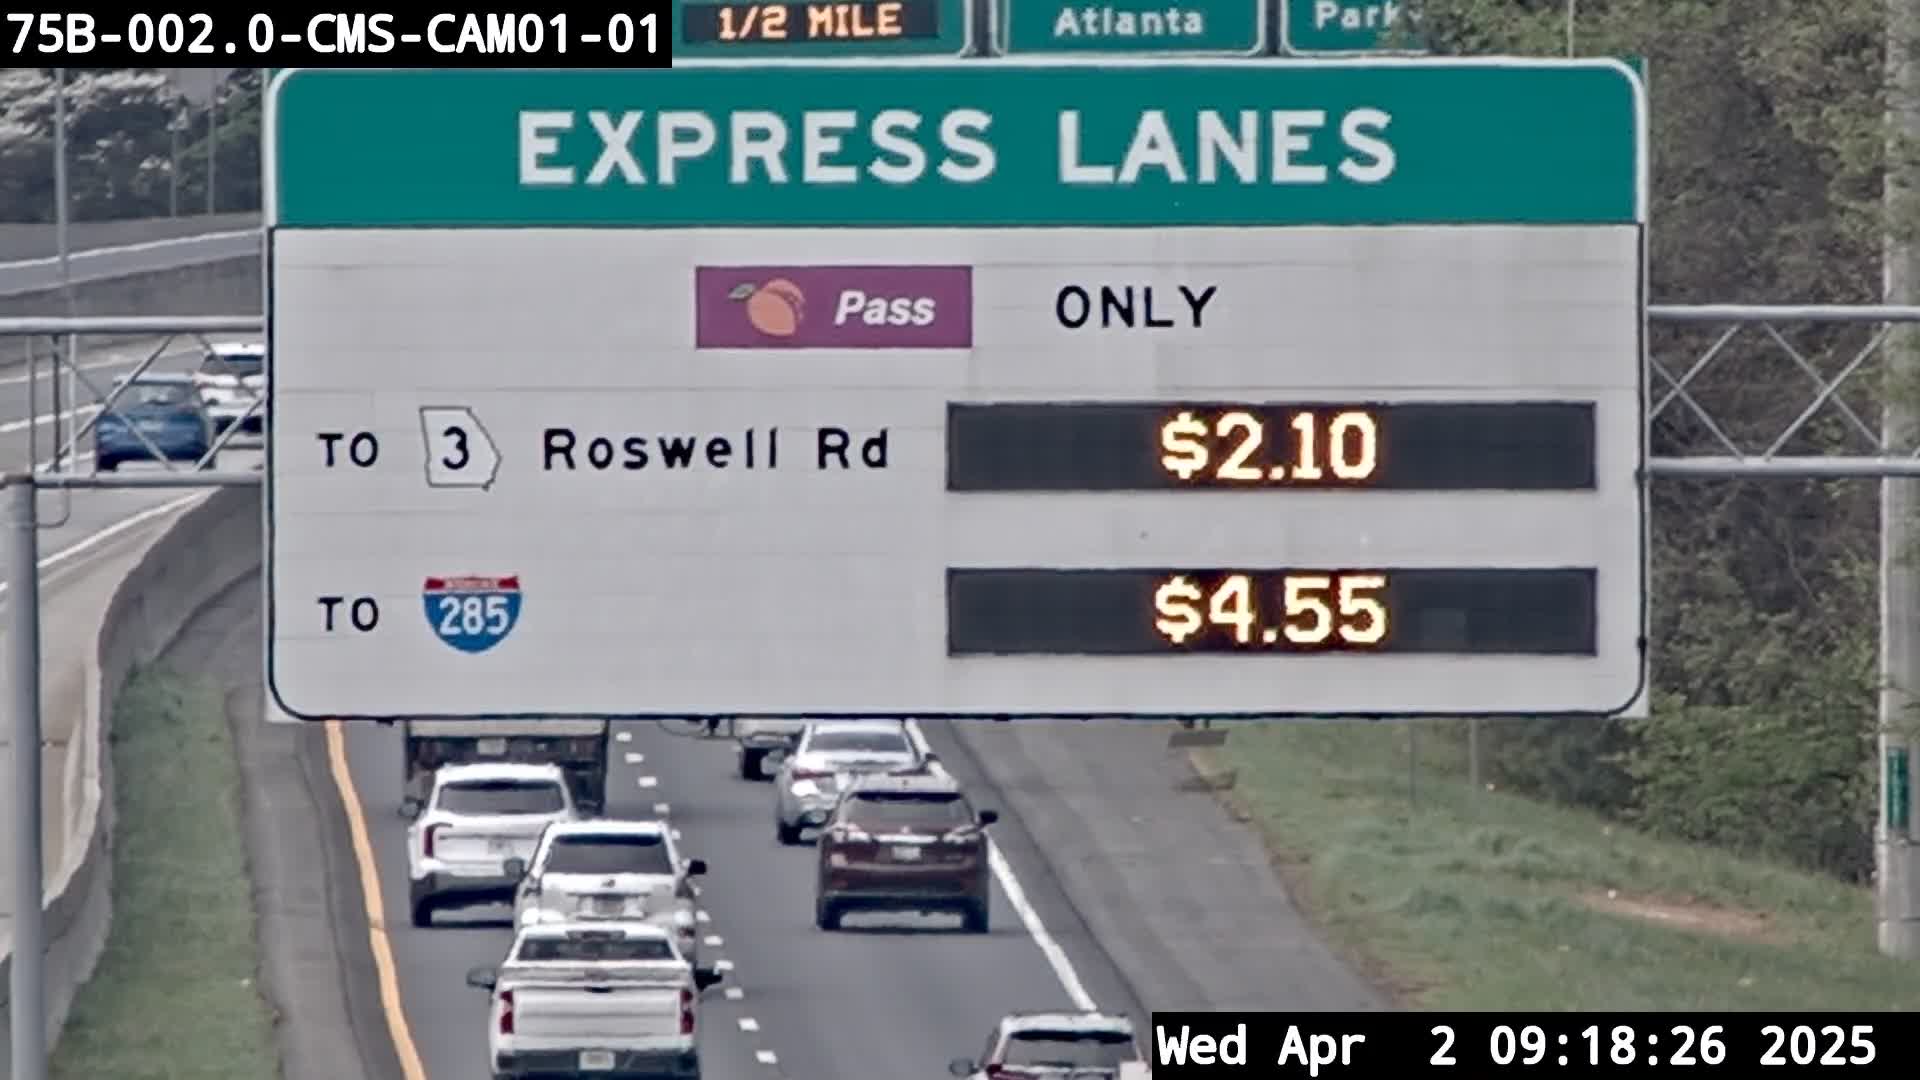 75B-002.0-CMS-CAM01-01
1/2 MILE
Atlanta
EXPRESS LANES
Pass ONLY
TO 3 Roswell Rd $2.10
TO 285 $4.55
Wed Apr 2 09:18:26 2025